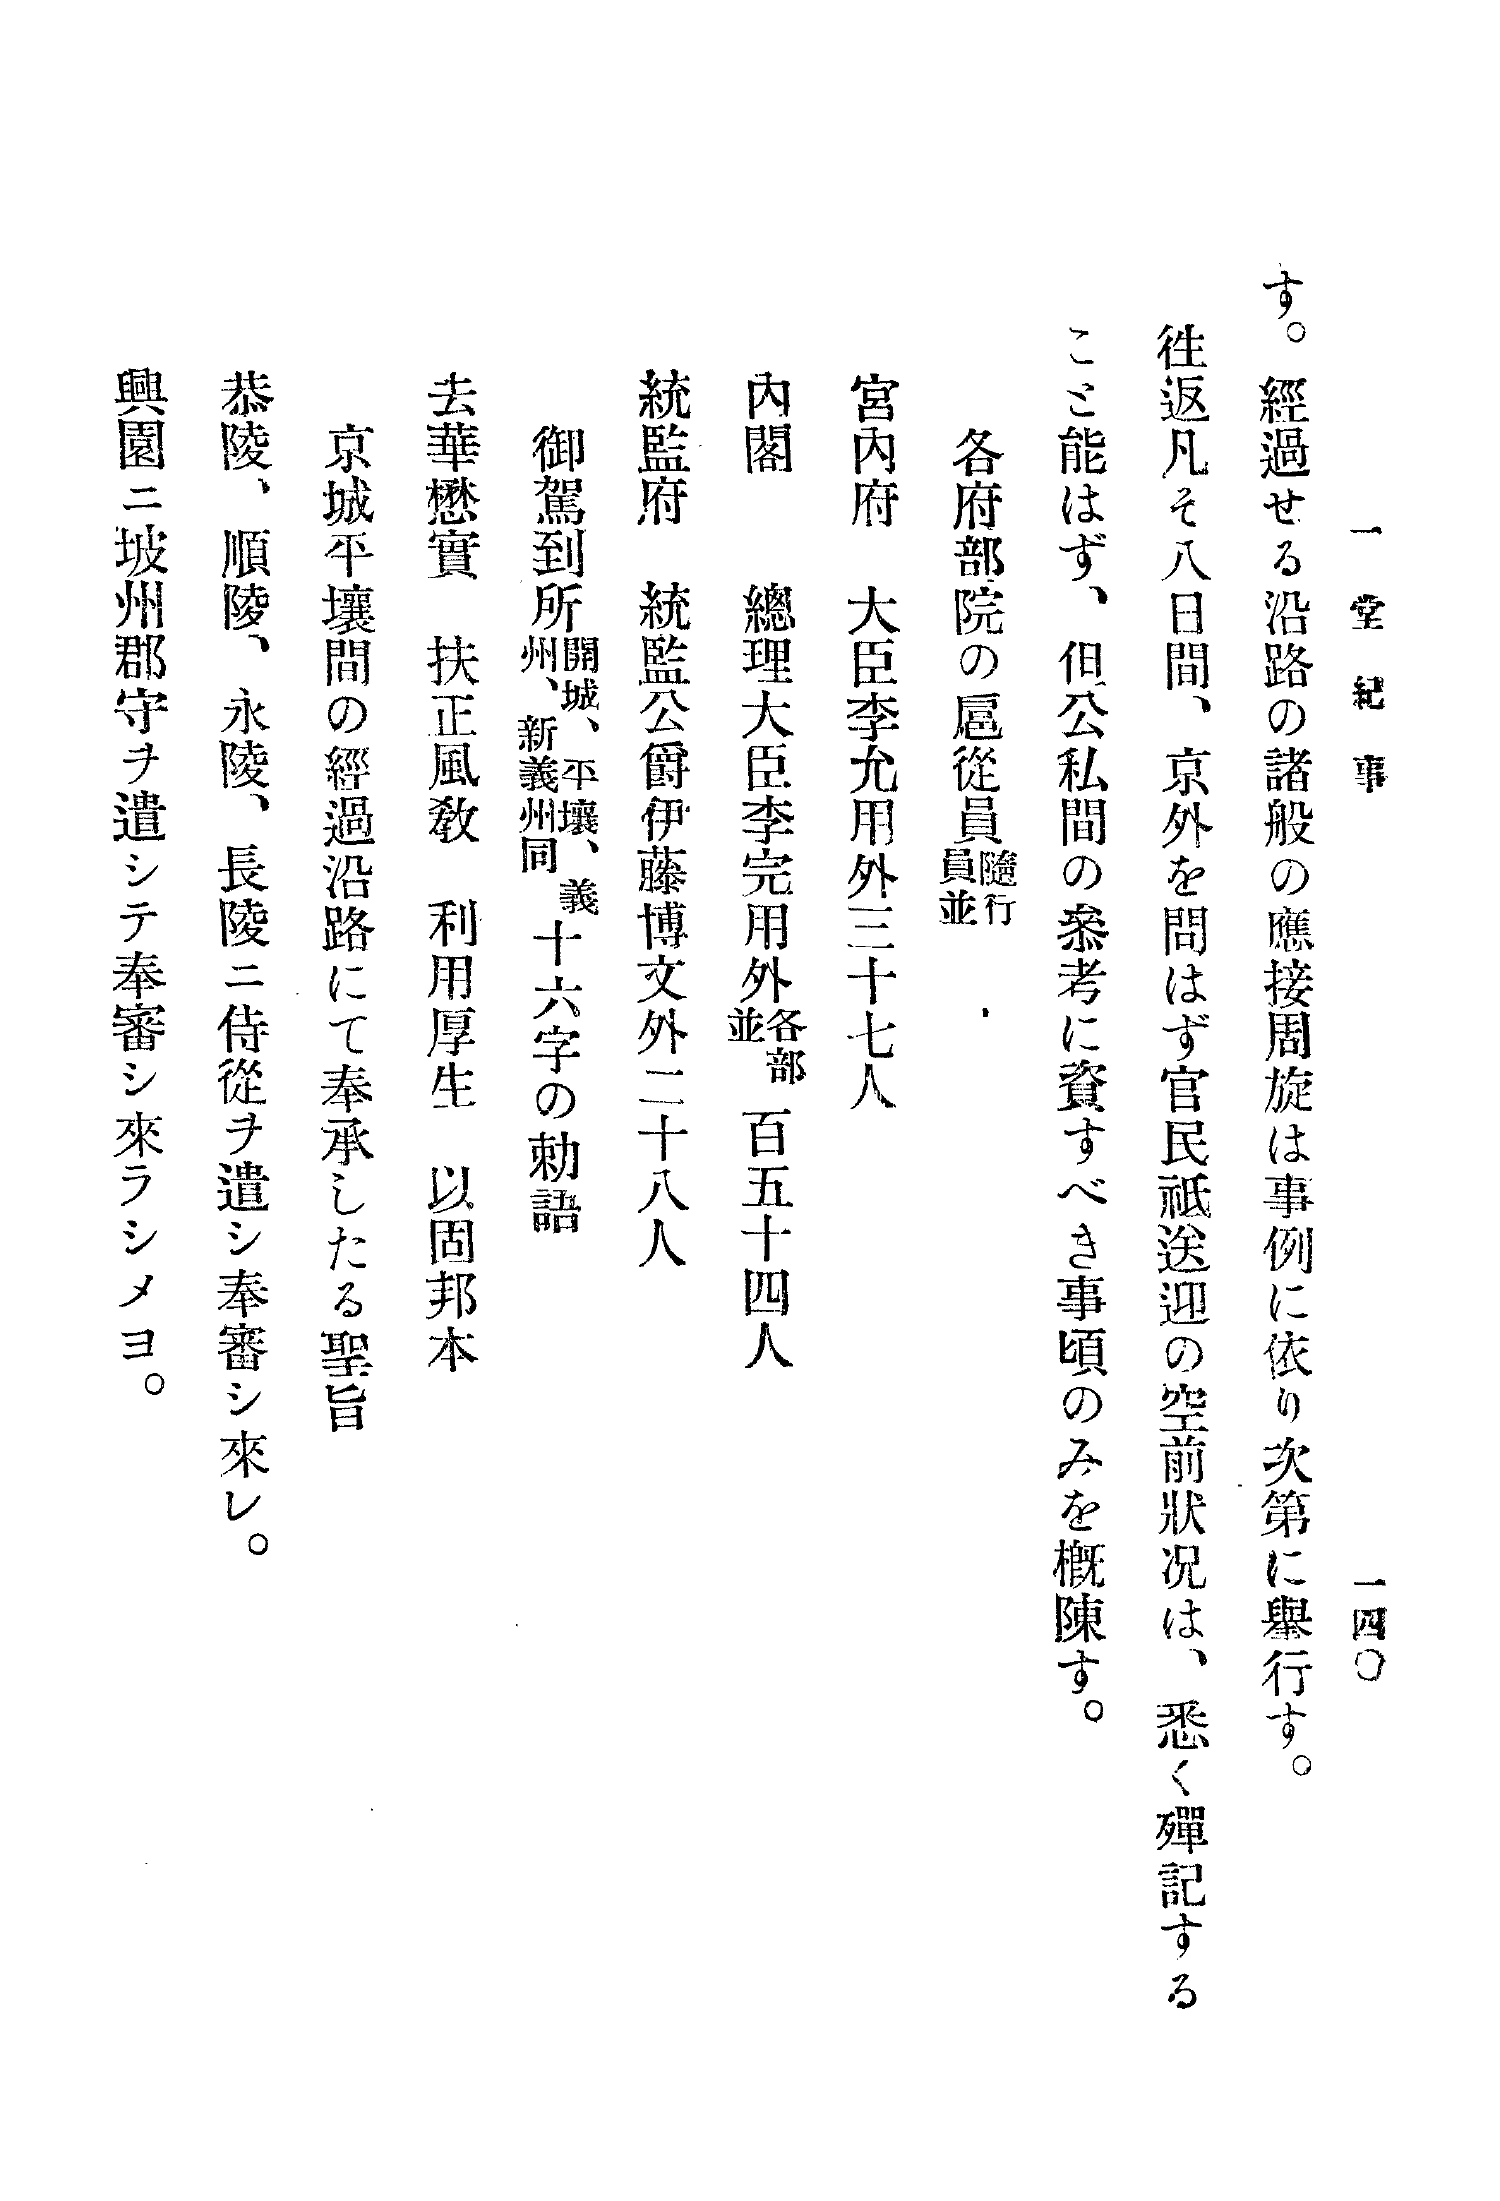 一堂紀事　一四〇
す。經過せる沿路の諸般の應接周旋は事例に依り次第に舉行す。
徃返凡そ八日間、京外を問はず官民祗送迎の空前狀况は、悉く殫記する
こと能はず、但公私間の叅考に資すべき事頃のみを槪陳す。
各府部院の扈從員隨行員並
宮內府　大臣李允用外三十七人
內閣　總理大臣李完用外各部並百五十四人
統監府　統監公爵伊藤博文外二十八人
御駕到所開城、平壤、義州、新義州同十六字の勅語
去華懋實　扶正風敎　利用厚生　以固邦本
京城平壤間の經過沿路にて奉承したる聖旨
恭陵、順陵、永陵、長陵ニ侍從ヲ遣シ奉審シ來レ。
興園ニ坡州郡守ヲ遣シテ奉審シ來ラシメヨ。